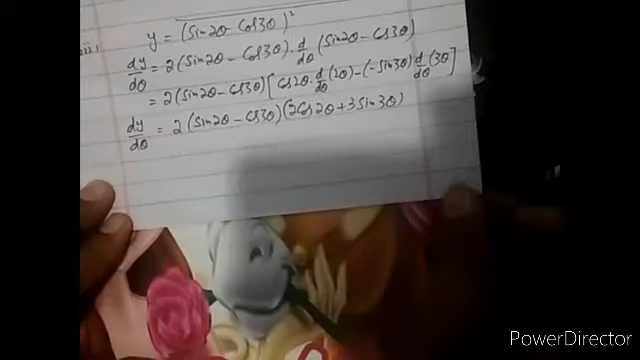 y = (Sin2θ - Cos3θ)²
dy/dθ = 2(Sin2θ - Cos3θ) · d/dθ (Sin2θ - Cos3θ)
= 2(Sin2θ - Cos3θ) [Cos2θ · d/dθ (2θ) - (-Sin3θ) d/dθ (3θ)]
dy/dθ = 2(Sin2θ - Cos3θ)(2Cos2θ + 3Sin3θ)
PowerDirector